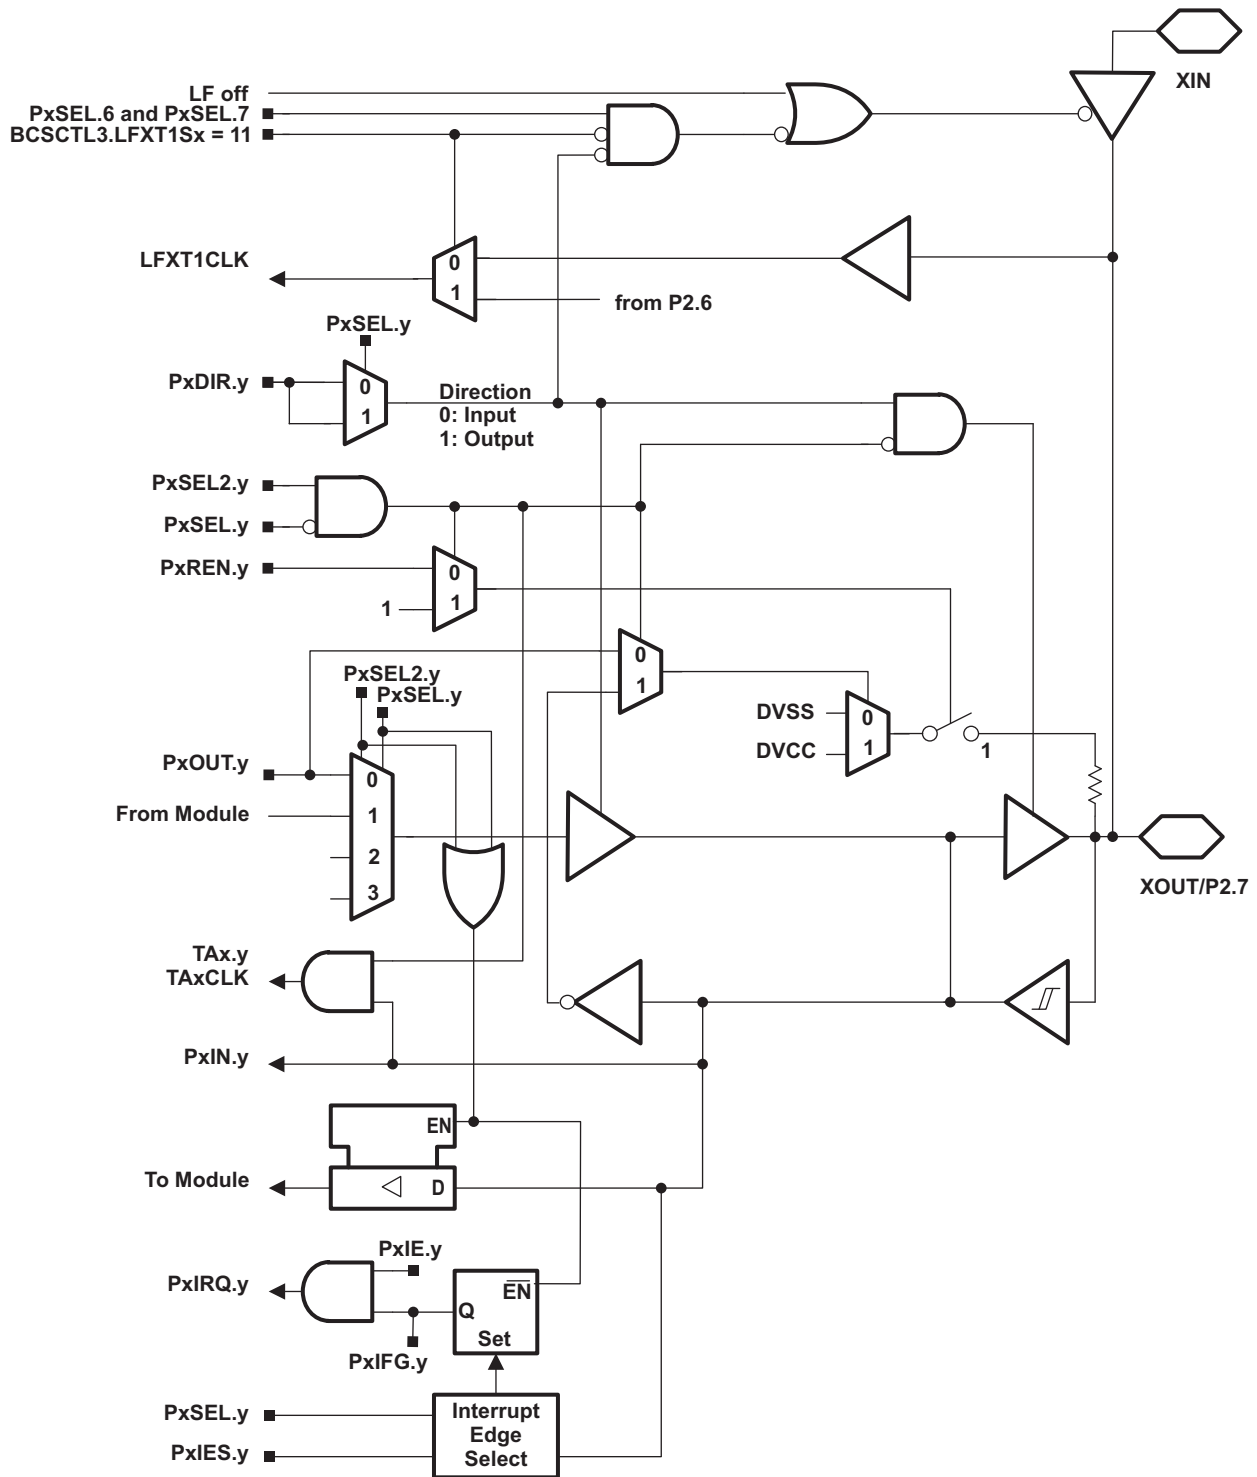 XIN
LF off
PxSEL.6 and PxSEL.7
BCSCTL3.LFXT1Sx = 11
LFXT1CLK
0
1
from P2.6
PxSEL.y
PxDIR.y
0
1
Direction
0: Input
1: Output
PxSEL2.y
PxSEL.y
PxREN.y
0
1
1
0
1
PxSEL2.y
PxSEL.y
DVSS
DVCC
0
1
1
PxOUT.y
From Module
0
1
2
3
XOUT/P2.7
TAx.y
TAxCLK
PxIN.y
EN
To Module
D
PxIE.y
PxIRQ.y
EN
Q
Set
PxIFG.y
PxSEL.y
PxIES.y
Interrupt
Edge
Select